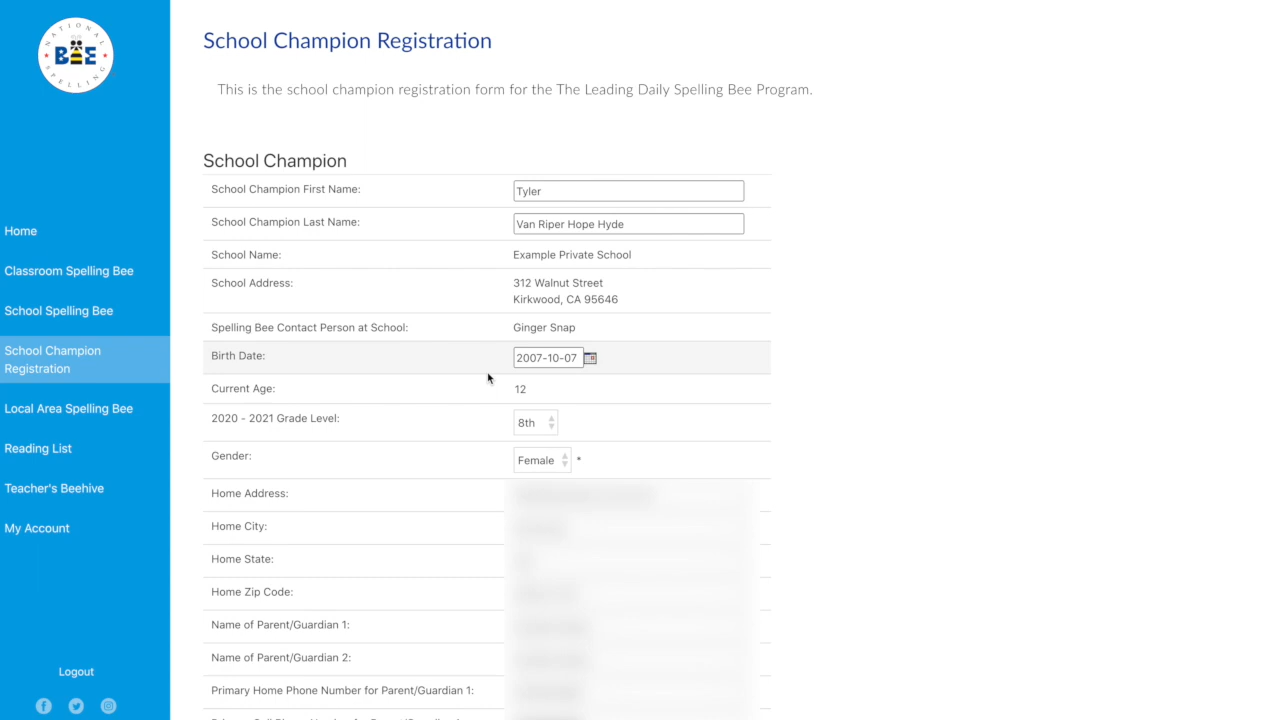 NATIONAL
BEE
SPELLING
School Champion Registration
This is the school champion registration form for the The Leading Daily Spelling Bee Program.
School Champion
School Champion First Name:
Tyler
School Champion Last Name:
Van Riper Hope Hyde
School Name:
Example Private School
School Address:
312 Walnut Street
Kirkwood, CA 95646
Spelling Bee Contact Person at School:
Ginger Snap
Birth Date:
2007-10-07
Current Age:
12
2020 - 2021 Grade Level:
8th
Gender:
Female *
Home Address:
Home City:
Home State:
Home Zip Code:
Name of Parent/Guardian 1:
Name of Parent/Guardian 2:
Primary Home Phone Number for Parent/Guardian 1:
Home
Classroom Spelling Bee
School Spelling Bee
School Champion
Registration
Local Area Spelling Bee
Reading List
Teacher's Beehive
My Account
Logout